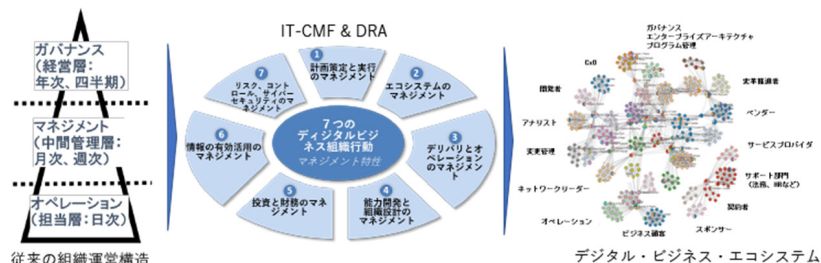 IT-CMF & DRA
ガバナンス
(経営層:
年次、四半期)
マネジメント
(中間管理層:
月次、週次)
オペレーション
(担当層:日次)
従来の組織運営構造
1
計画策定と実行
のマネジメント
2
エコシステムの
マネジメント
3
デリバリとオ
ペレーション
のマネジメン
ト
4
能力開発と
組織設計の
マネジメント
5
投資と財務のマネ
ジメント
6
情報の有効活用の
マネジメント
7
リスク、コント
ロール、サイバー
セキュリティのマ
ネジメント
7つの
ディジタルビジ
ネス組織行動
マネジメント特性
ガバナンス
エンタープライズアーキテクチャ
プログラム管理
CxO
変革推進者
開発者
ベンダー
アナリスト
サービスプロバイダ
変更管理
サポート部門
(法務、HRなど)
ネットワークリーダー
契約者
オペレーション
スポンサー
ビジネス顧客
デジタル・ビジネス・エコシステム